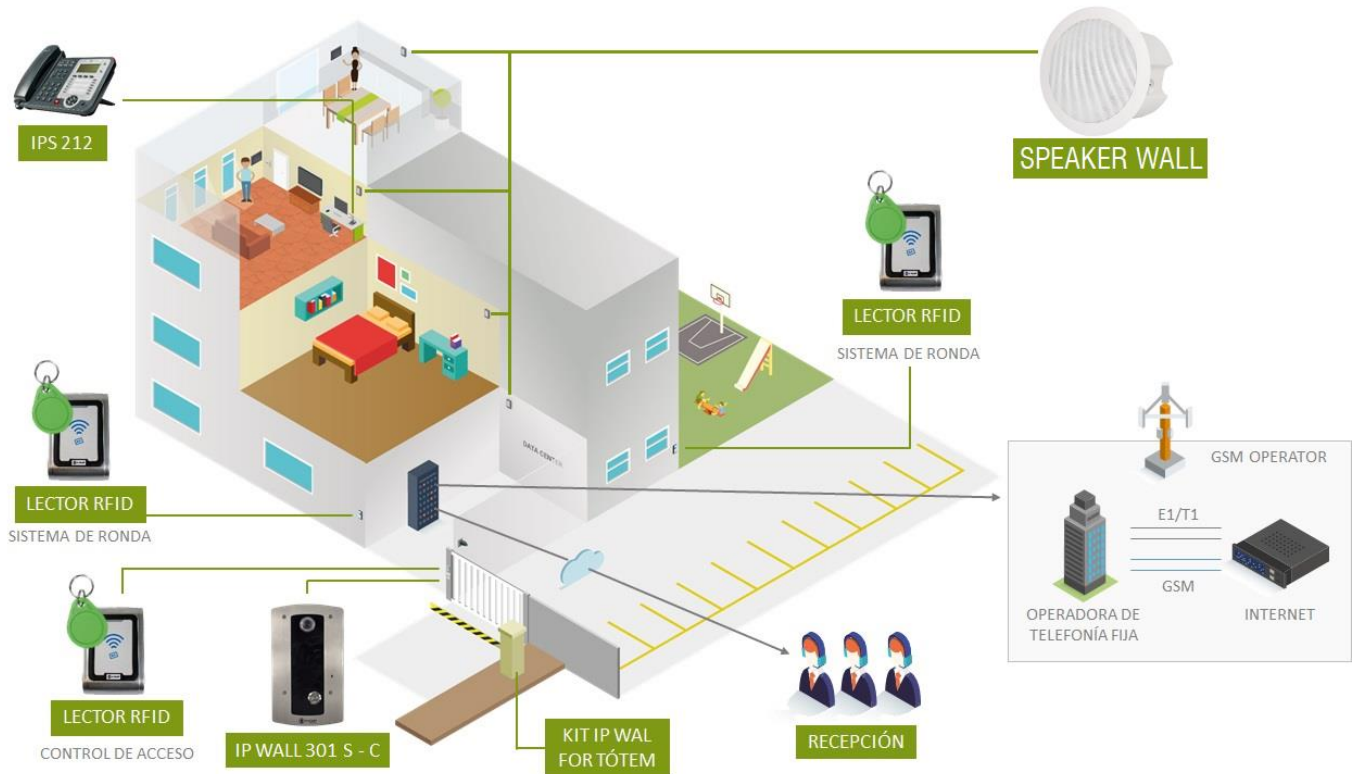 IPS 212
SPEAKER WALL
LECTOR RFID
SISTEMA DE RONDA
DATA CENTER
LECTOR RFID
SISTEMA DE RONDA
GSM OPERATOR
E1/T1
GSM
OPERADORA DE
TELEFONÍA FIJA
INTERNET
LECTOR RFID
CONTROL DE ACCESO
IP WALL 301 S - C
KIT IP WAL
FOR TÓTEM
RECEPCIÓN